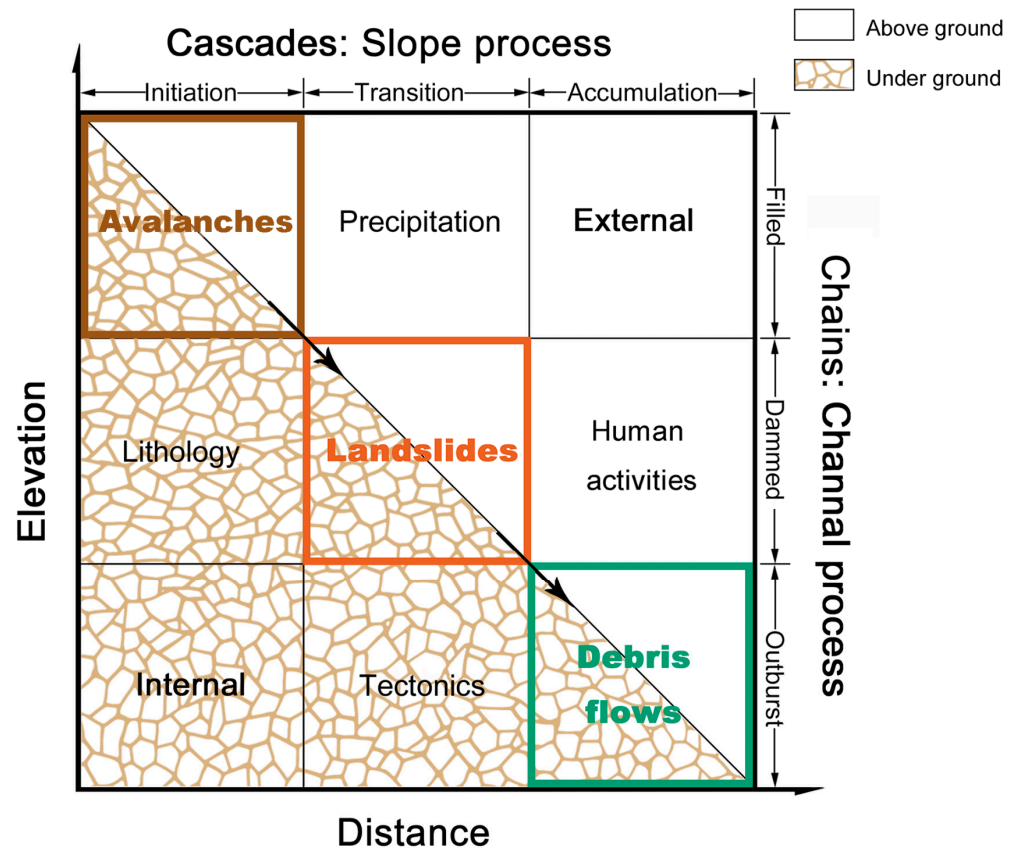 Cascades: Slope process
Above ground
Under ground
Initiation
Transition
Accumulation
Avalanches
Precipitation
External
Filled
Lithology
Landslides
Human
activities
Dammed
Internal
Tectonics
Debris
flows
Outburst
Elevation
Chains: Channal process
Distance